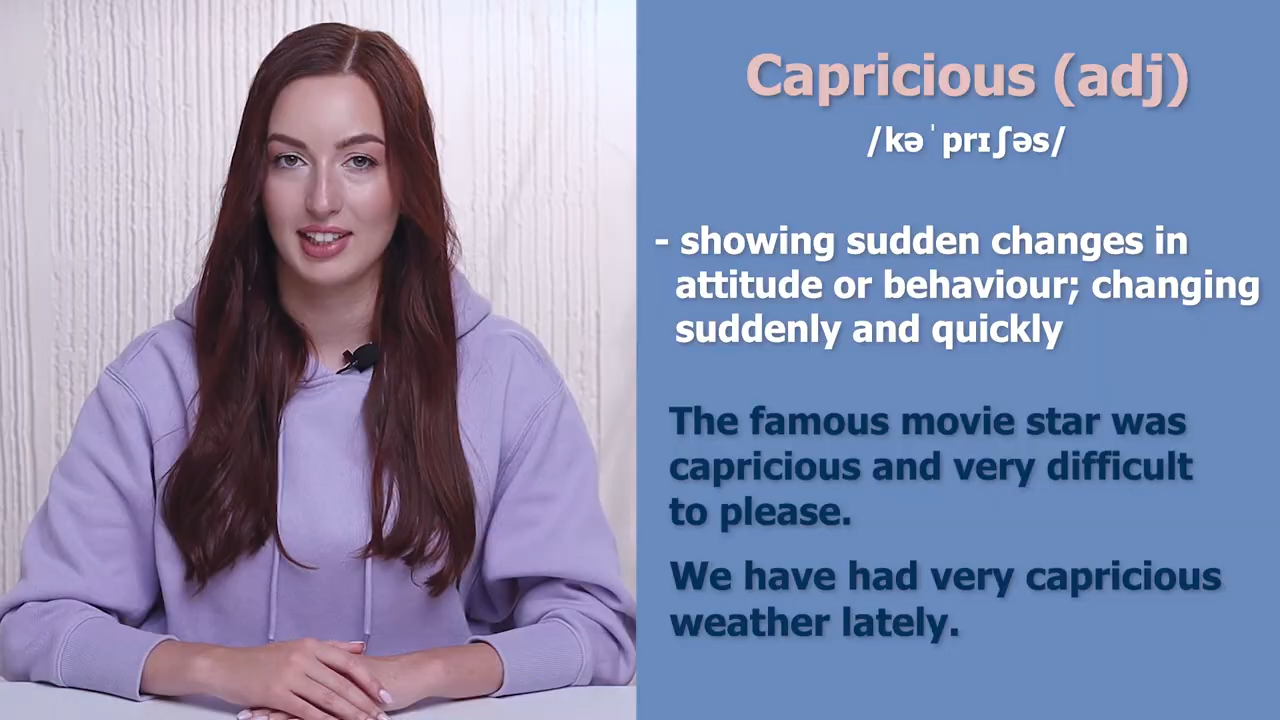 Capricious (adj)
/kəˈprɪʃəs/
- showing sudden changes in
attitude or behaviour; changing
suddenly and quickly
The famous movie star was
capricious and very difficult
to please.
We have had very capricious
weather lately.